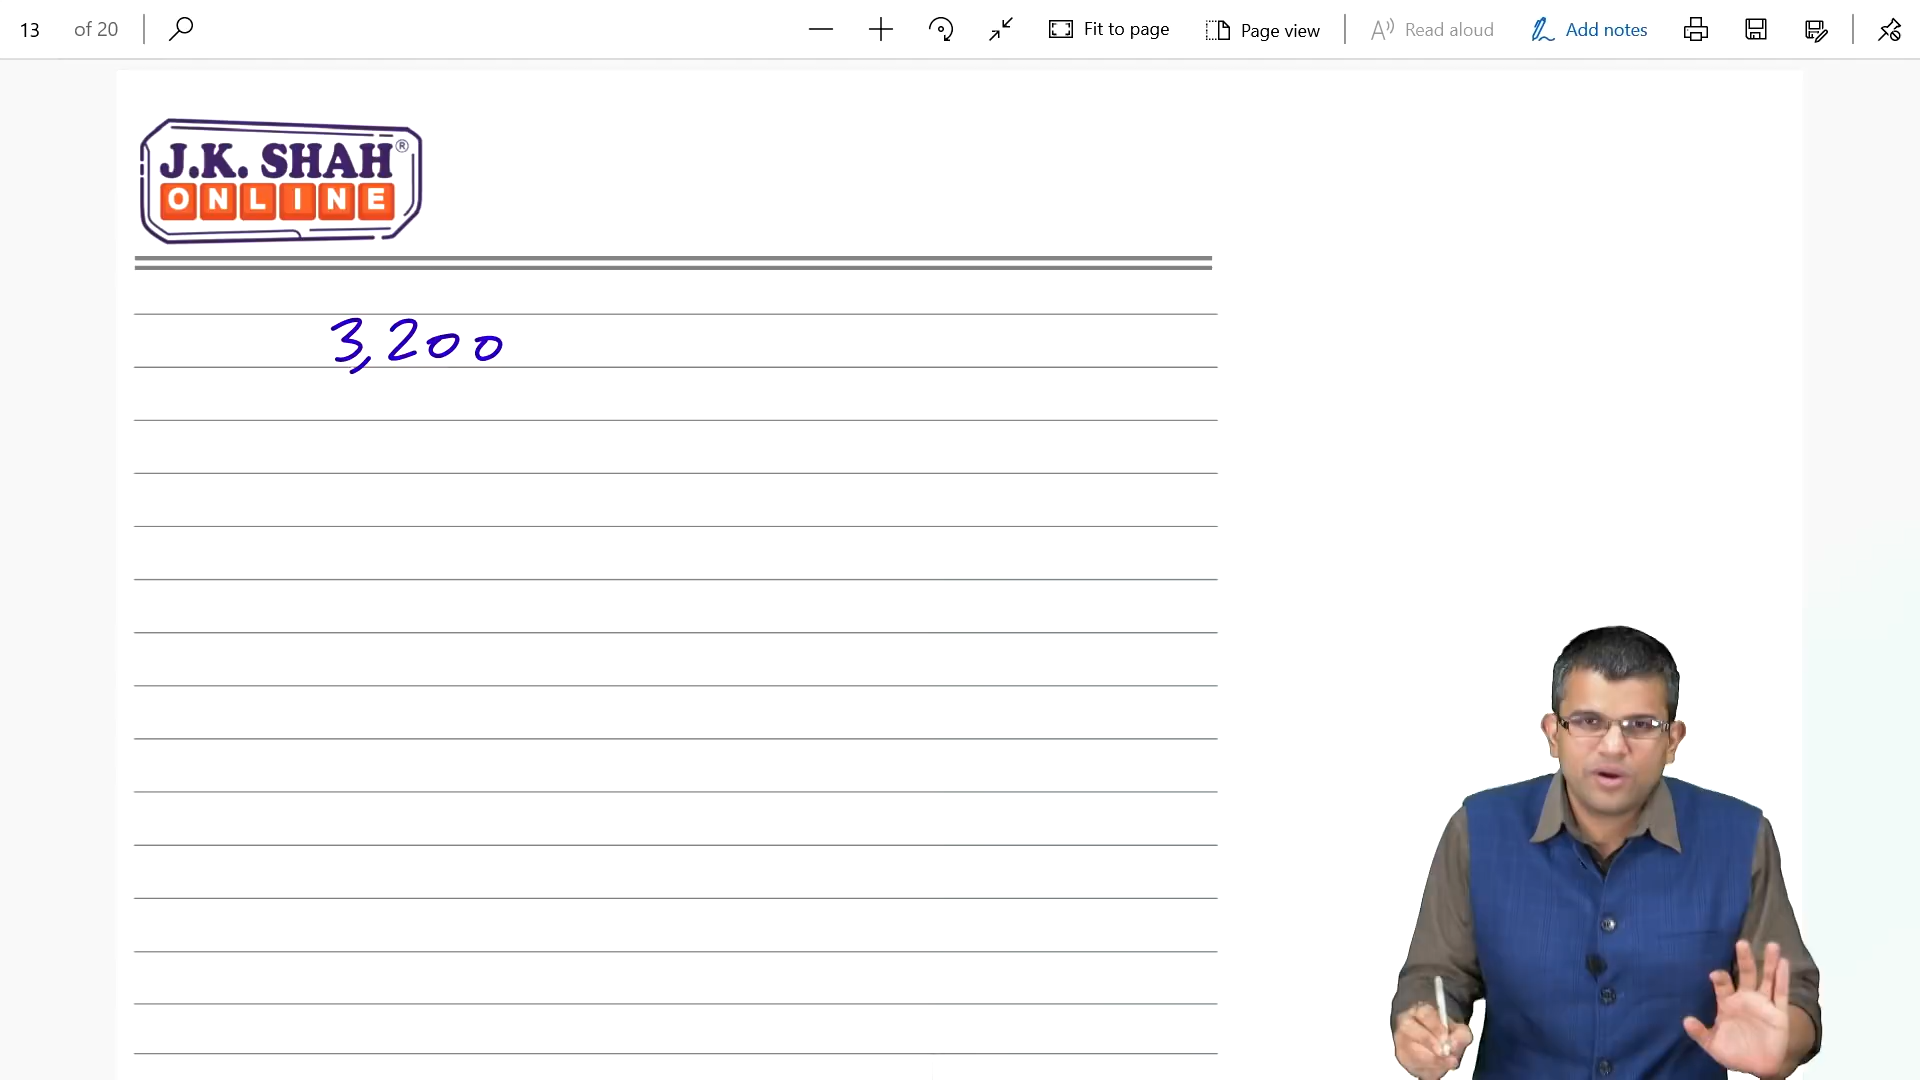 13 of 20
Fit to page
Page view
Read aloud
Add notes
J.K. SHAH®
ONLINE
3,200